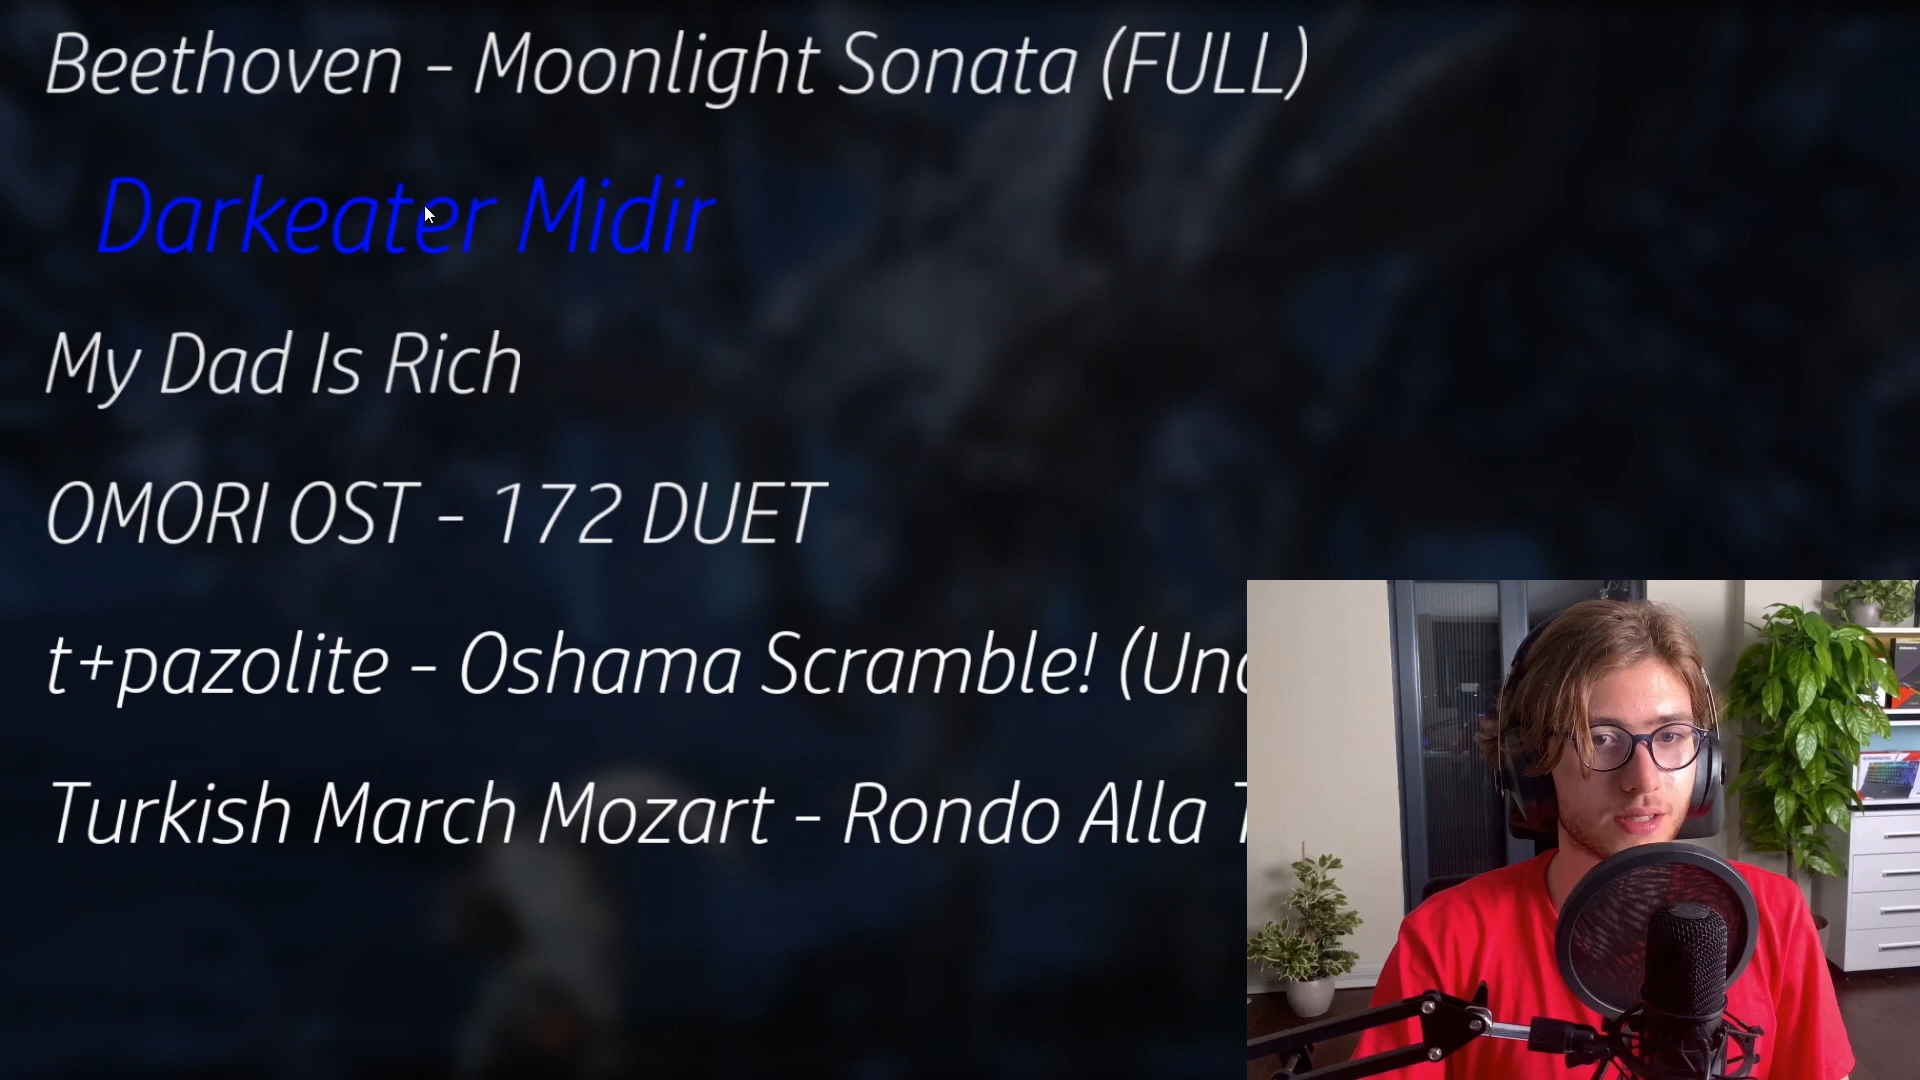 Beethoven - Moonlight Sonata (FULL)
Darkeater Midir
My Dad Is Rich
OMORI OST - 172 DUET
t+pazolite - Oshama Scramble!
Turkish March Mozart - Rondo Alla